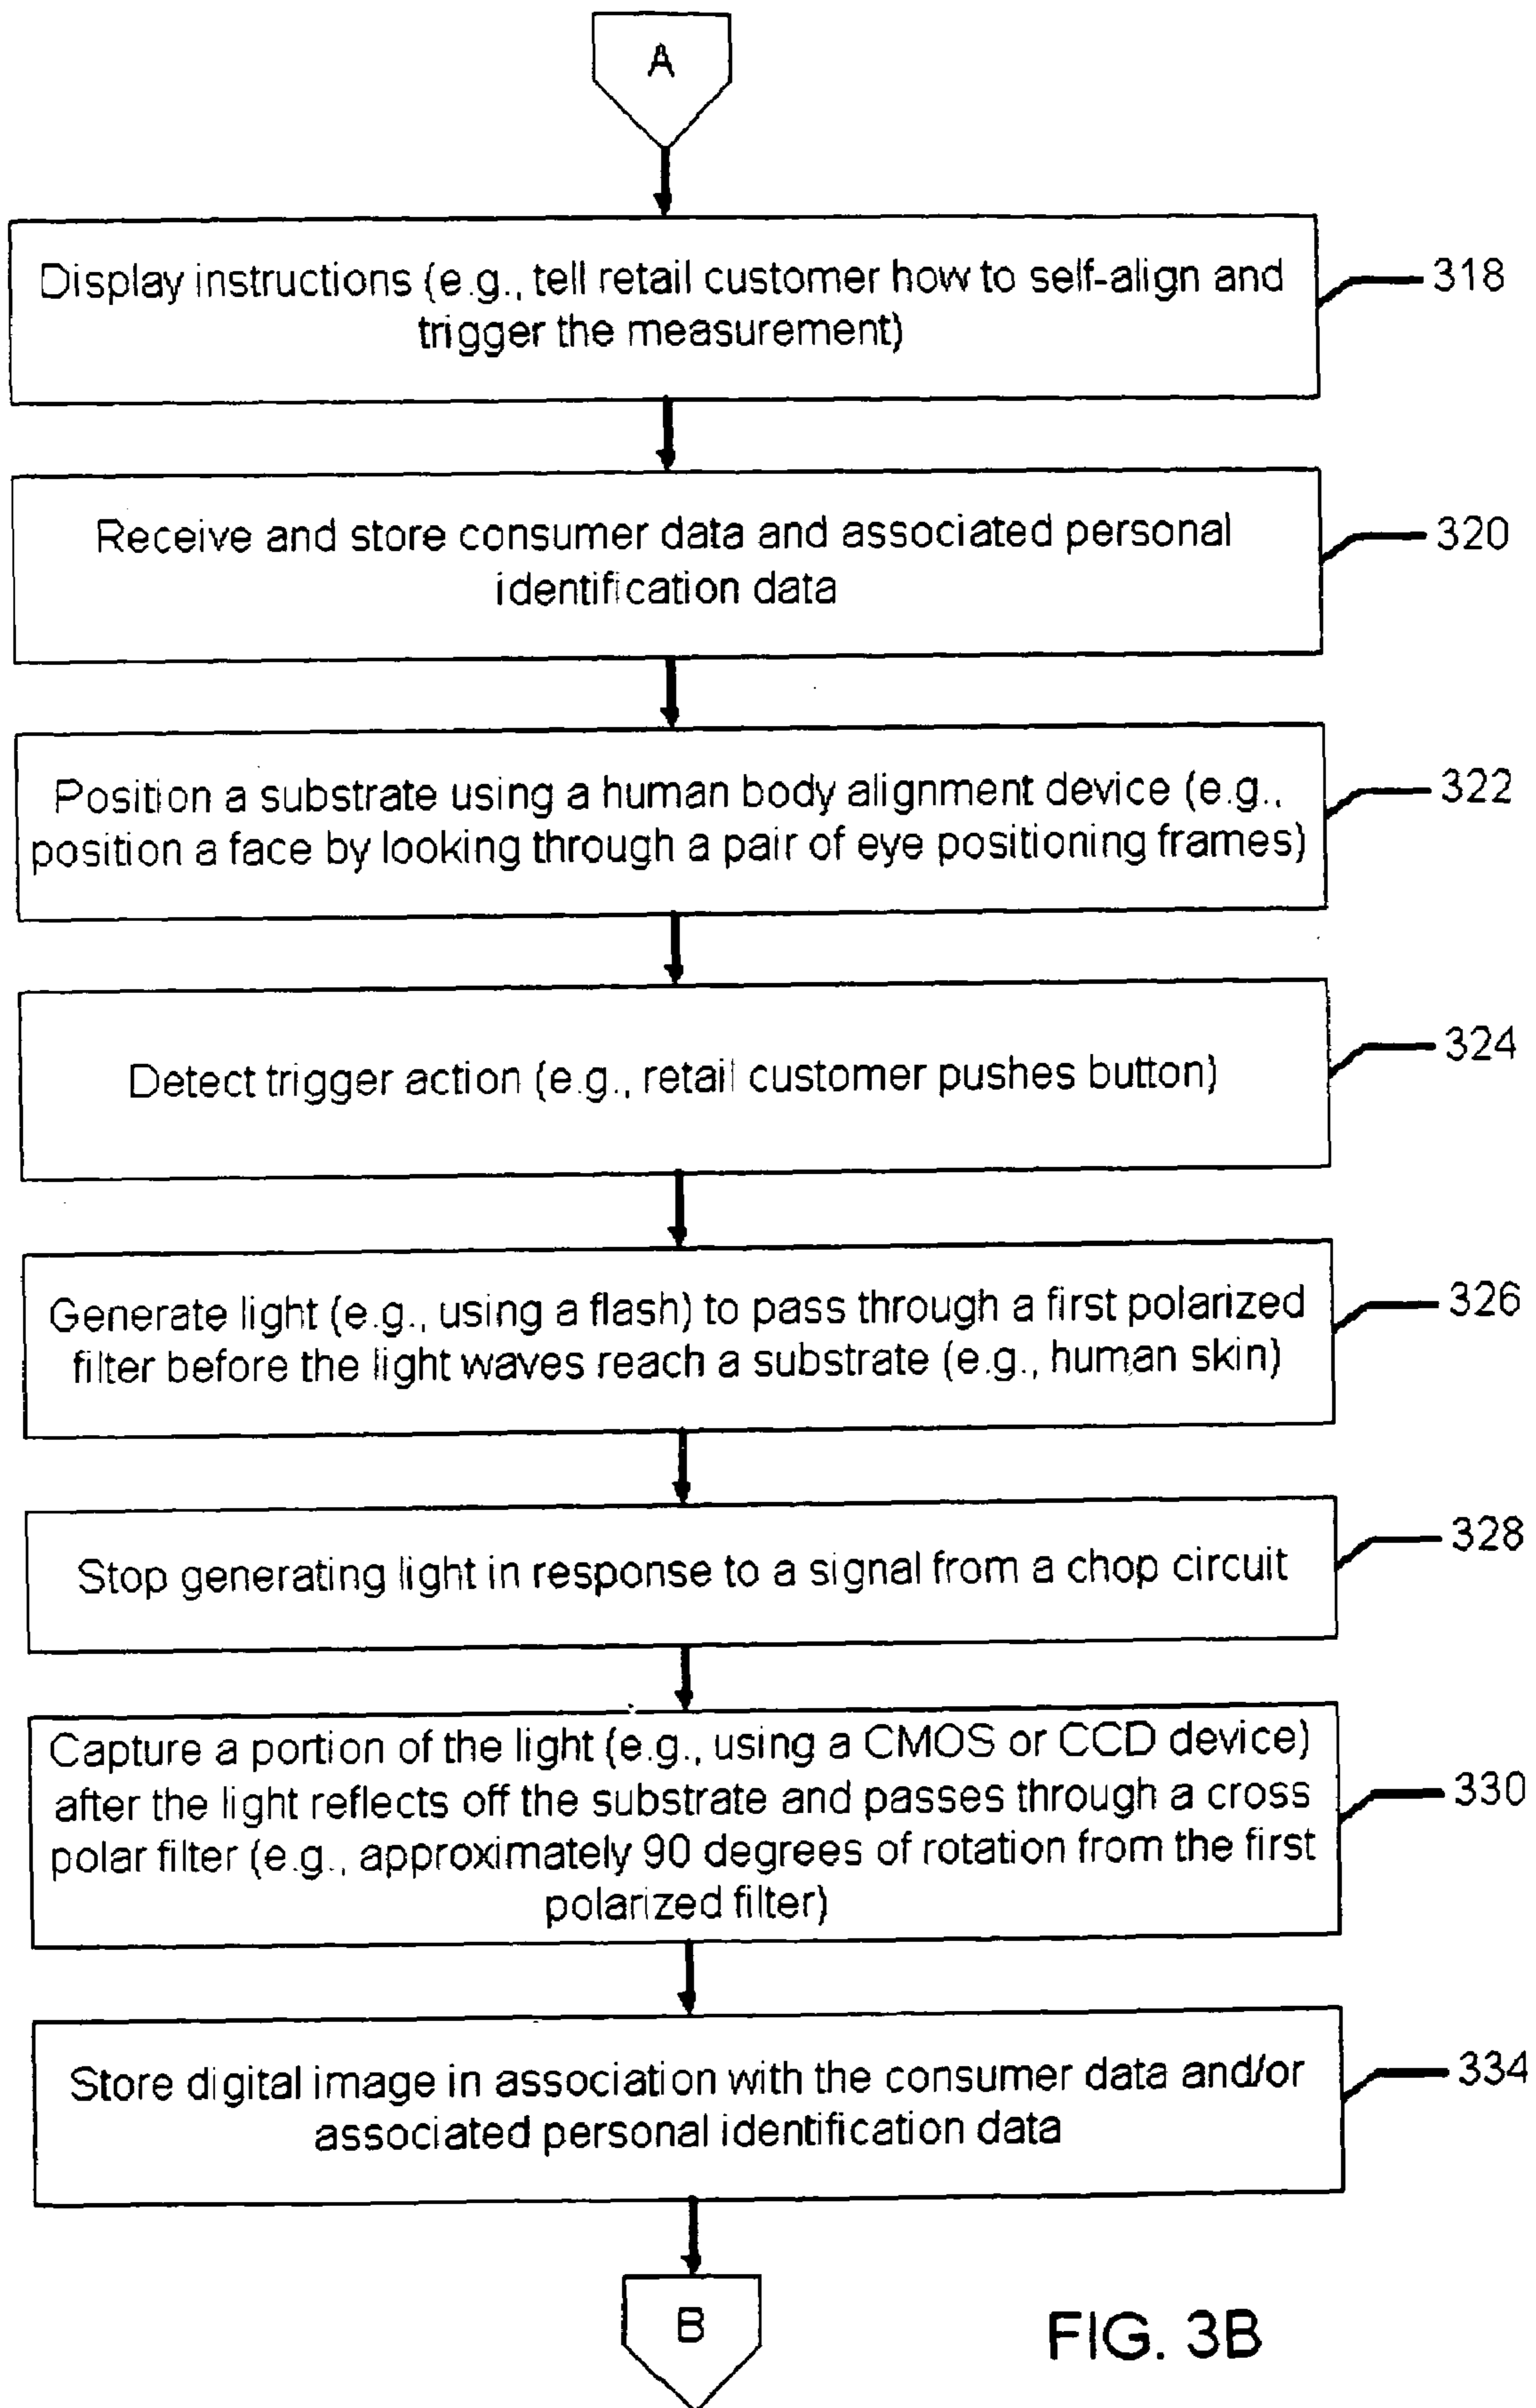 A
Display instructions (e.g., tell retail customer how to self-align and
trigger the measurement)
318
Receive and store consumer data and associated personal
identification data
320
Position a substrate using a human body alignment device (e.g.,
position a face by looking through a pair of eye positioning frames)
322
Detect trigger action (e.g., retail customer pushes button)
324
Generate light (e.g., using a flash) to pass through a first polarized
filter before the light waves reach a substrate (e.g., human skin)
326
Stop generating light in response to a signal from a chop circuit
328
Capture a portion of the light (e.g., using a CMOS or CCD device)
after the light reflects off the substrate and passes through a cross
polar filter (e.g., approximately 90 degrees of rotation from the first
polarized filter)
330
Store digital image in association with the consumer data and/or
associated personal identification data
334
B
FIG. 3B